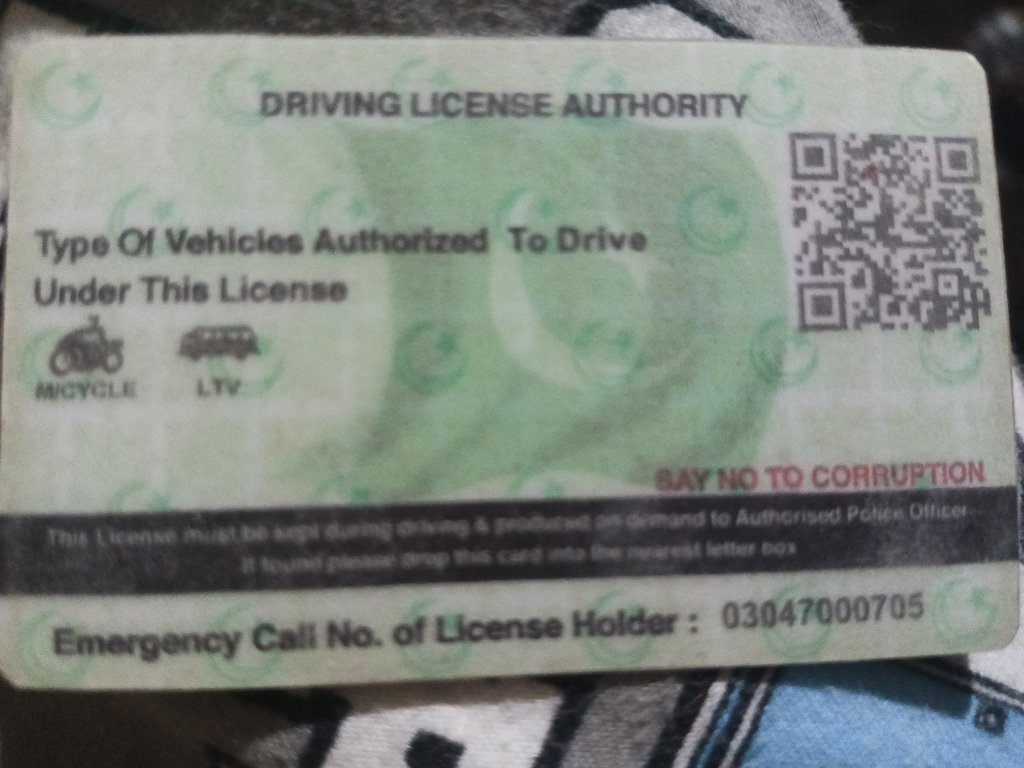 DRIVING LICENSE AUTHORITY
Type Of Vehicles Authorized To Drive
Under This License
M/CYCLE LTV
SAY NO TO CORRUPTION
This License must be kept during driving & produced on demand to Authorised Police Officer
If found please drop this card into the nearest letter box
Emergency Call No. of License Holder : 03047000705